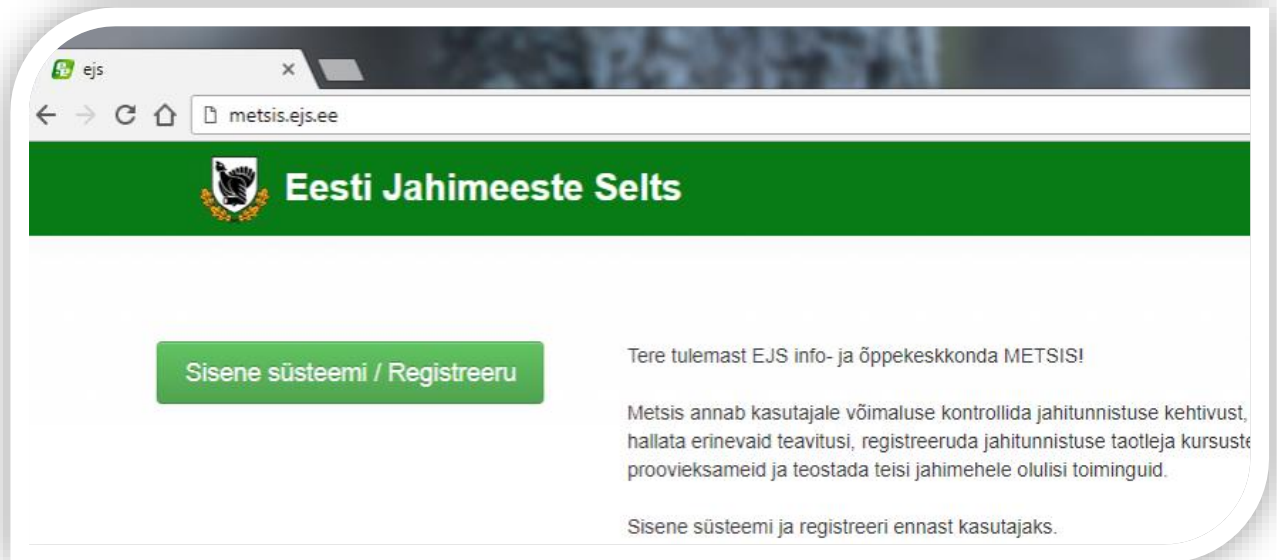 ejs
metsis.ejs.ee
Eesti Jahimeeste Selts
Sisene süsteemi / Registreeru
Tere tulemast EJS info- ja õppekeskkonda METSIS!
Metsis annab kasutajale võimaluse kontrollida jahitunnistuse kehtivust,
hallata erinevaid teavitusi, registreeruda jahitunnistuse taotleja kursuste
proovieksameid ja teostada teisi jahimehele olulisi toiminguid.
Sisene süsteemi ja registreeri ennast kasutajaks.